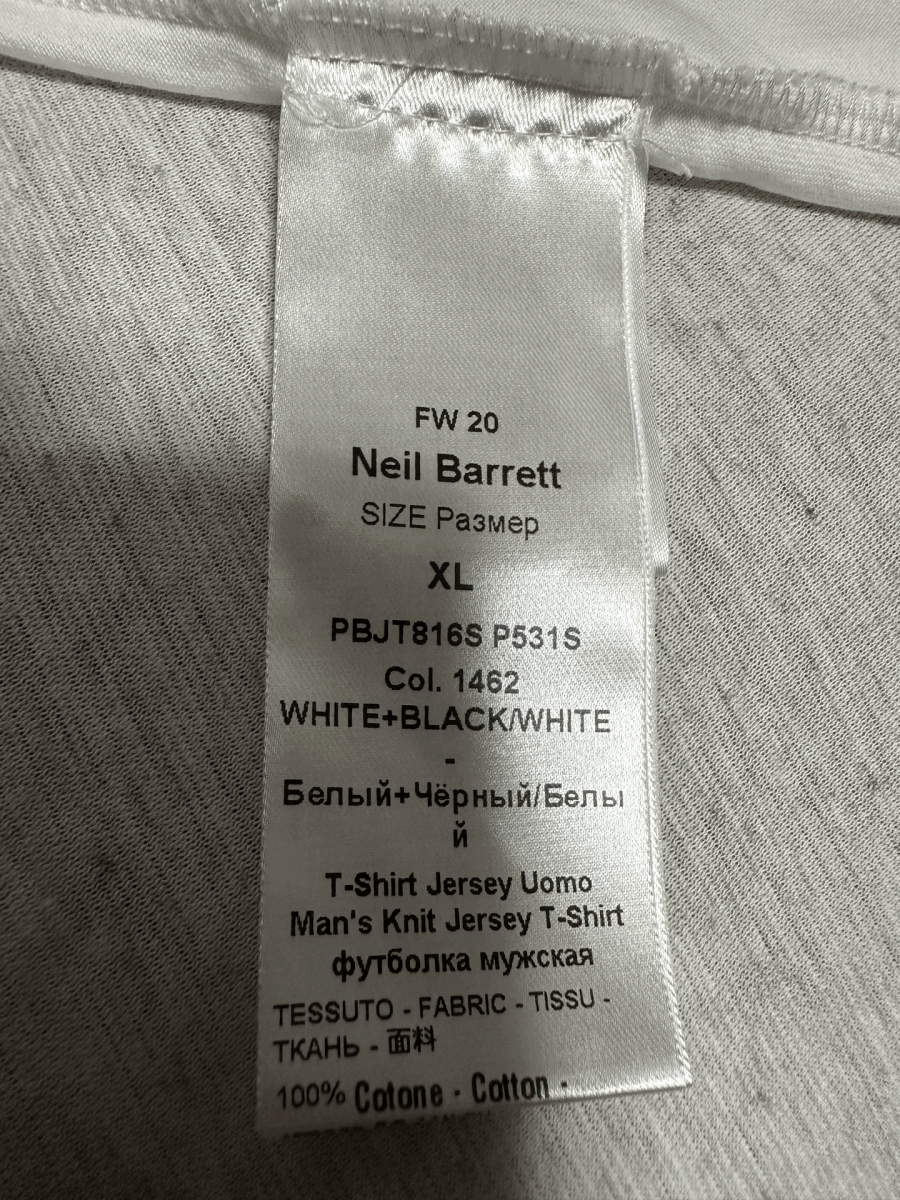 FW 20
Neil Barrett
SIZE Размер
XL
PBJT816S P531S
Col. 1462
WHITE+BLACK/WHITE
-
Белый+Чёрный/Белы
й
T-Shirt Jersey Uomo
Man's Knit Jersey T-Shirt
футболка мужская
TESSUTO - FABRIC - TISSU -
ТКАНЬ - 面料
100% Cotone - Cotton -